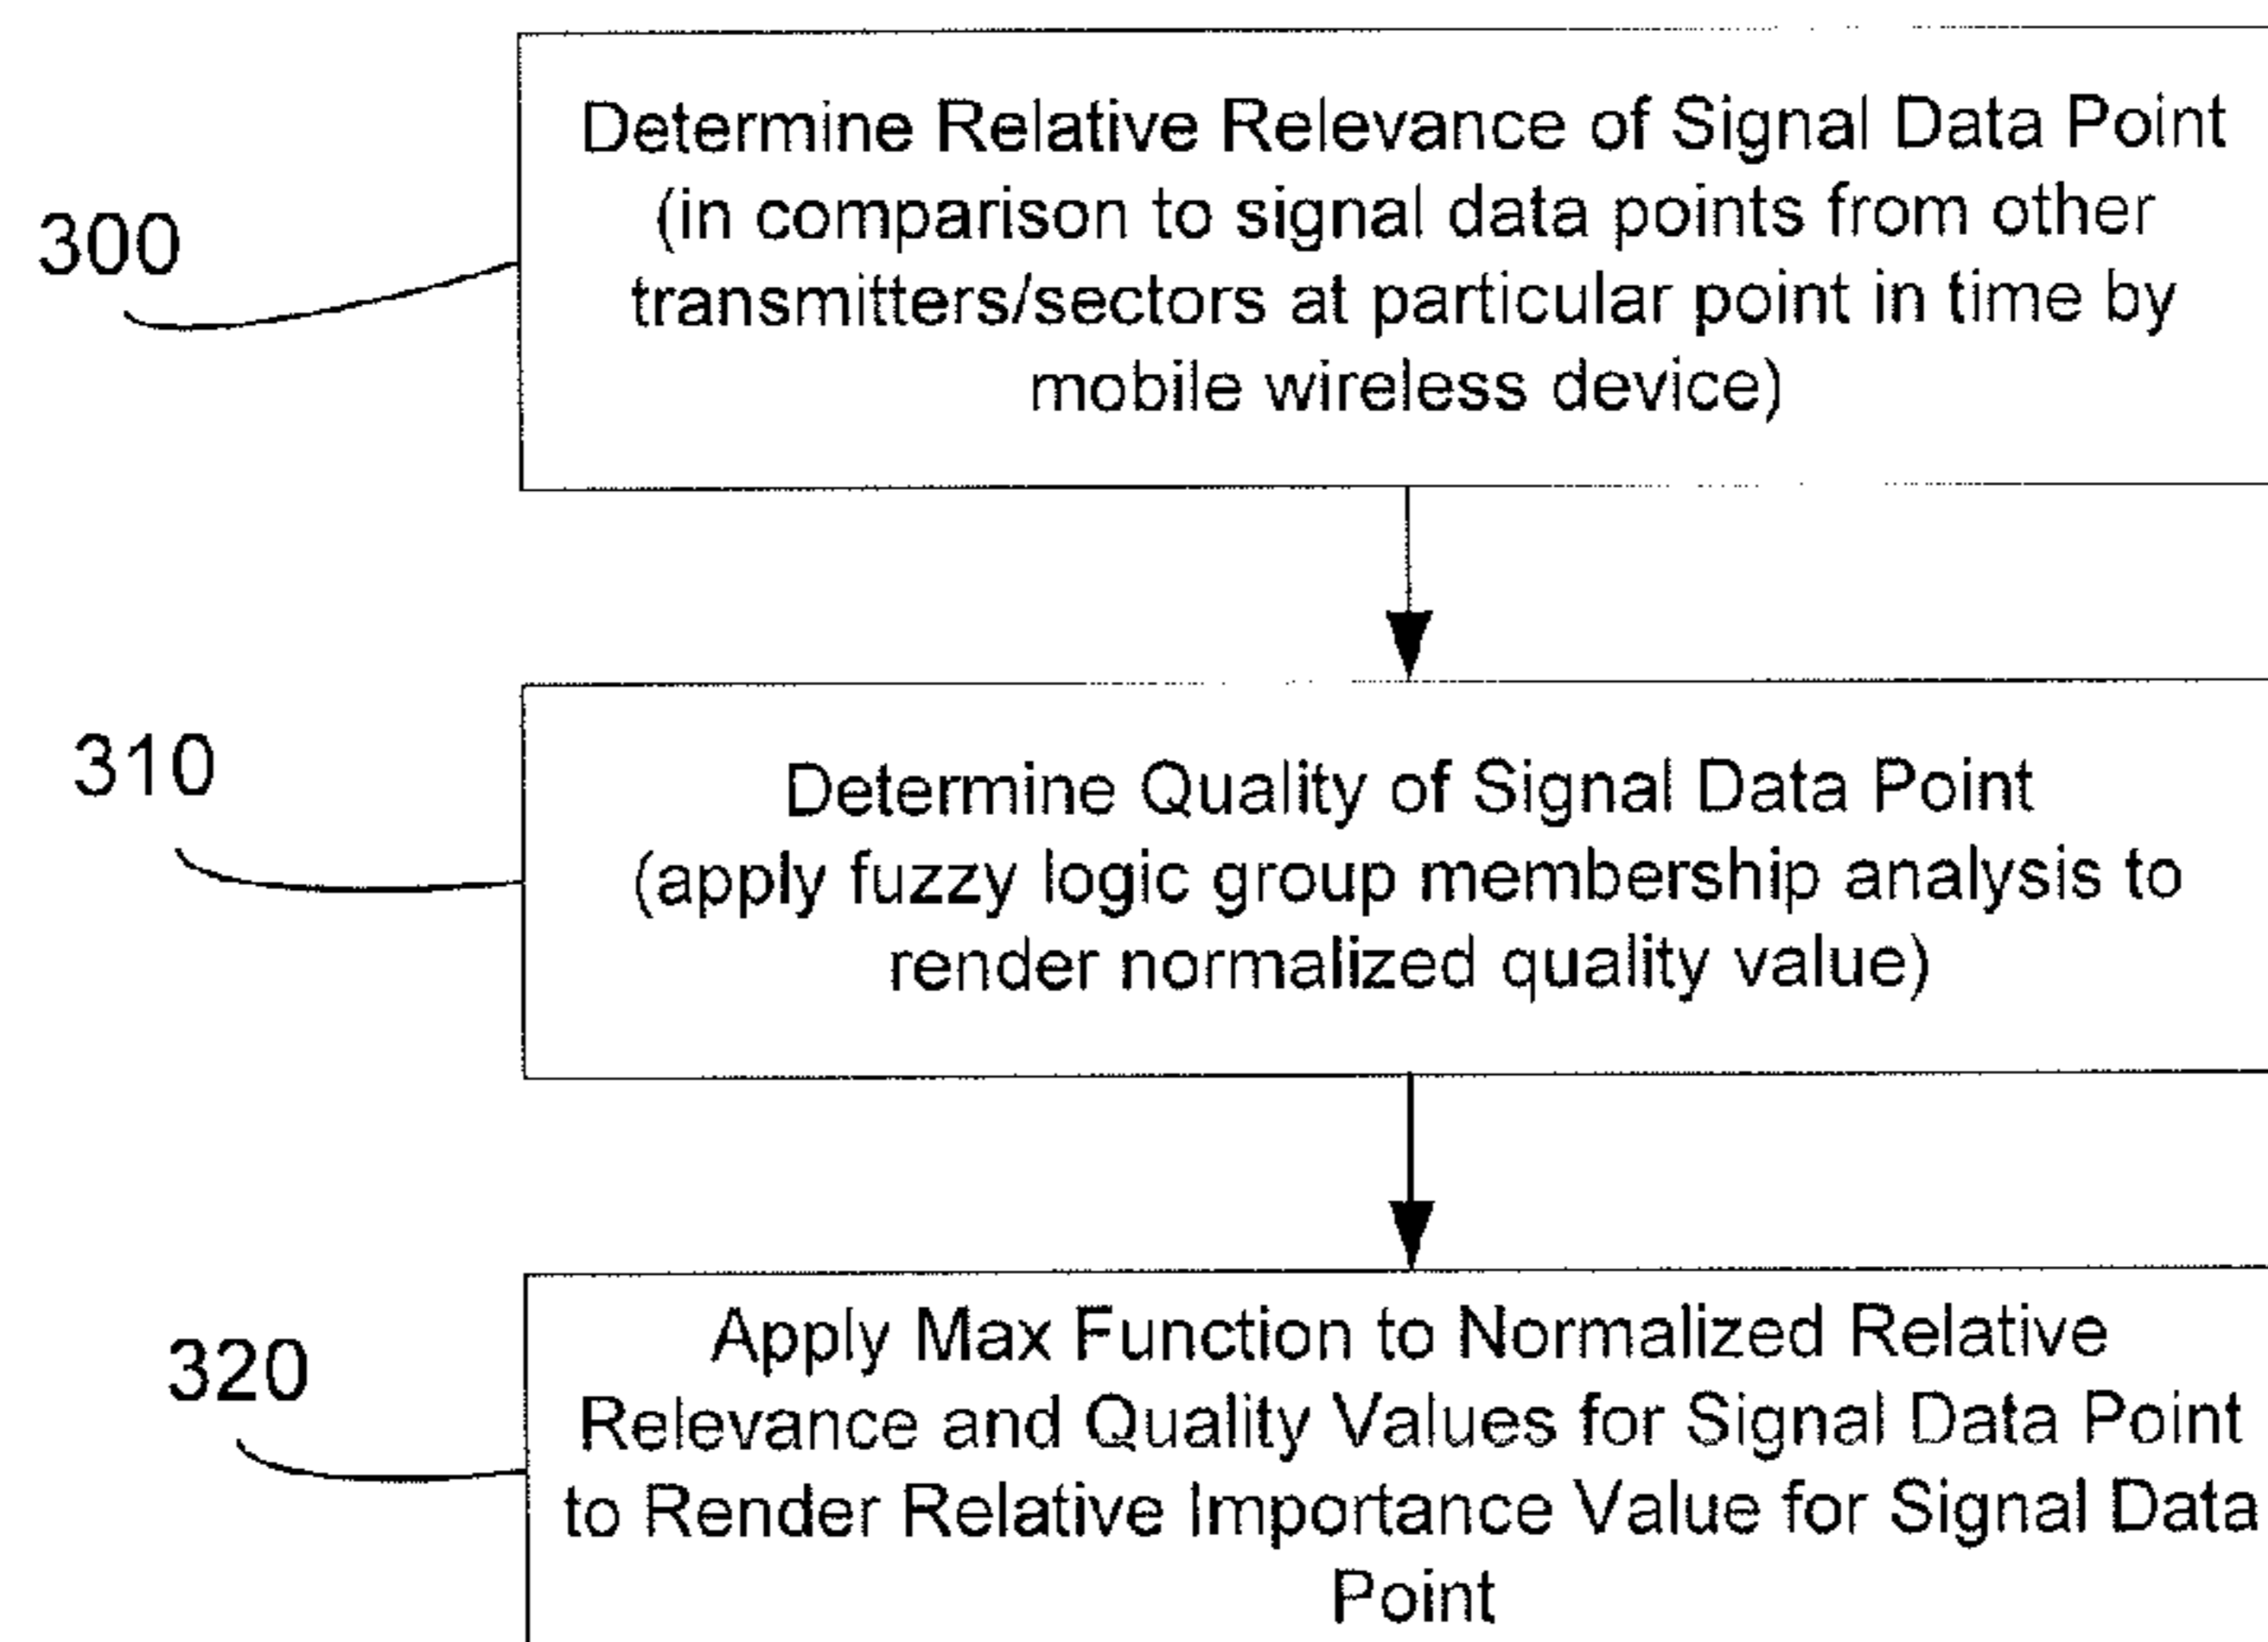 300
Determine Relative Relevance of Signal Data Point
(in comparison to signal data points from other
transmitters/sectors at particular point in time by
mobile wireless device)
310
Determine Quality of Signal Data Point
(apply fuzzy logic group membership analysis to
render normalized quality value)
320
Apply Max Function to Normalized Relative
Relevance and Quality Values for Signal Data Point
to Render Relative Importance Value for Signal Data
Point